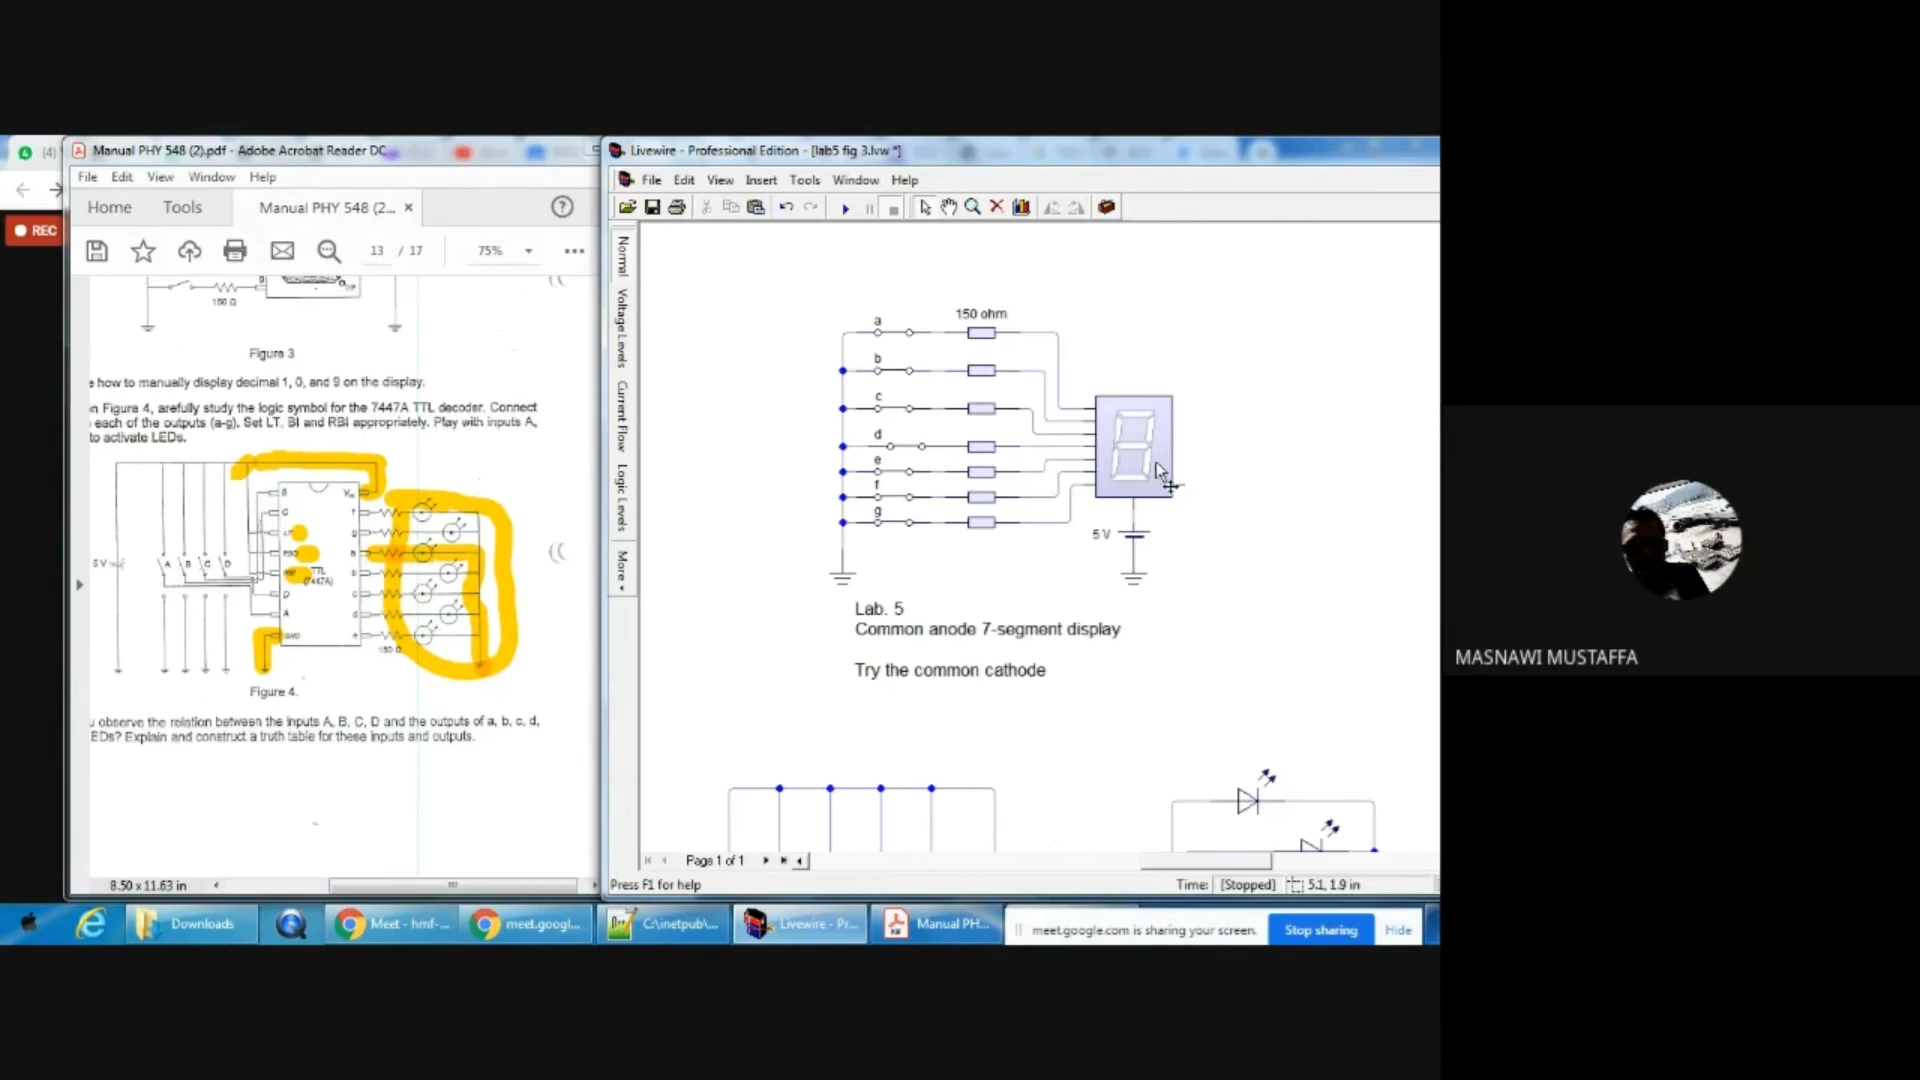 (4)
REC
Manual PHY 548 (2).pdf - Adobe Acrobat Reader DC
File Edit View Window Help
Home Tools Manual PHY 548 (2... ×
13 / 17 75%
150 Ω
Figure 3
e how to manually display decimal 1, 0, and 9 on the display.
n Figure 4, arefully study the logic symbol for the 7447A TTL decoder. Connect
each of the outputs (a-g). Set LT, BI and RBI appropriately. Play with inputs A,
to activate LEDs.
5 V
A B C D
TTL
(7447A)
D
A
GND
150 Ω
Figure 4.
u observe the relation between the inputs A, B, C, D and the outputs of a, b, c, d,
EDs? Explain and construct a truth table for these inputs and outputs.
8.50 x 11.63 in
Livewire - Professional Edition - [lab5 fig 3.lvw *]
File Edit View Insert Tools Window Help
Normal
Voltage Levels
Current Flow
Logic Levels
More
150 ohm
a
b
c
d
e
f
g
5 V
Lab. 5
Common anode 7-segment display
Try the common cathode
Page 1 of 1
Press F1 for help
Time: [Stopped] 5.1, 1.9 in
Downloads
Meet - hmf-...
meet.googl...
C:\inetpub\...
Livewire - Pr...
Manual PH...
meet.google.com is sharing your screen.
Stop sharing
Hide
MASNAWI MUSTAFFA